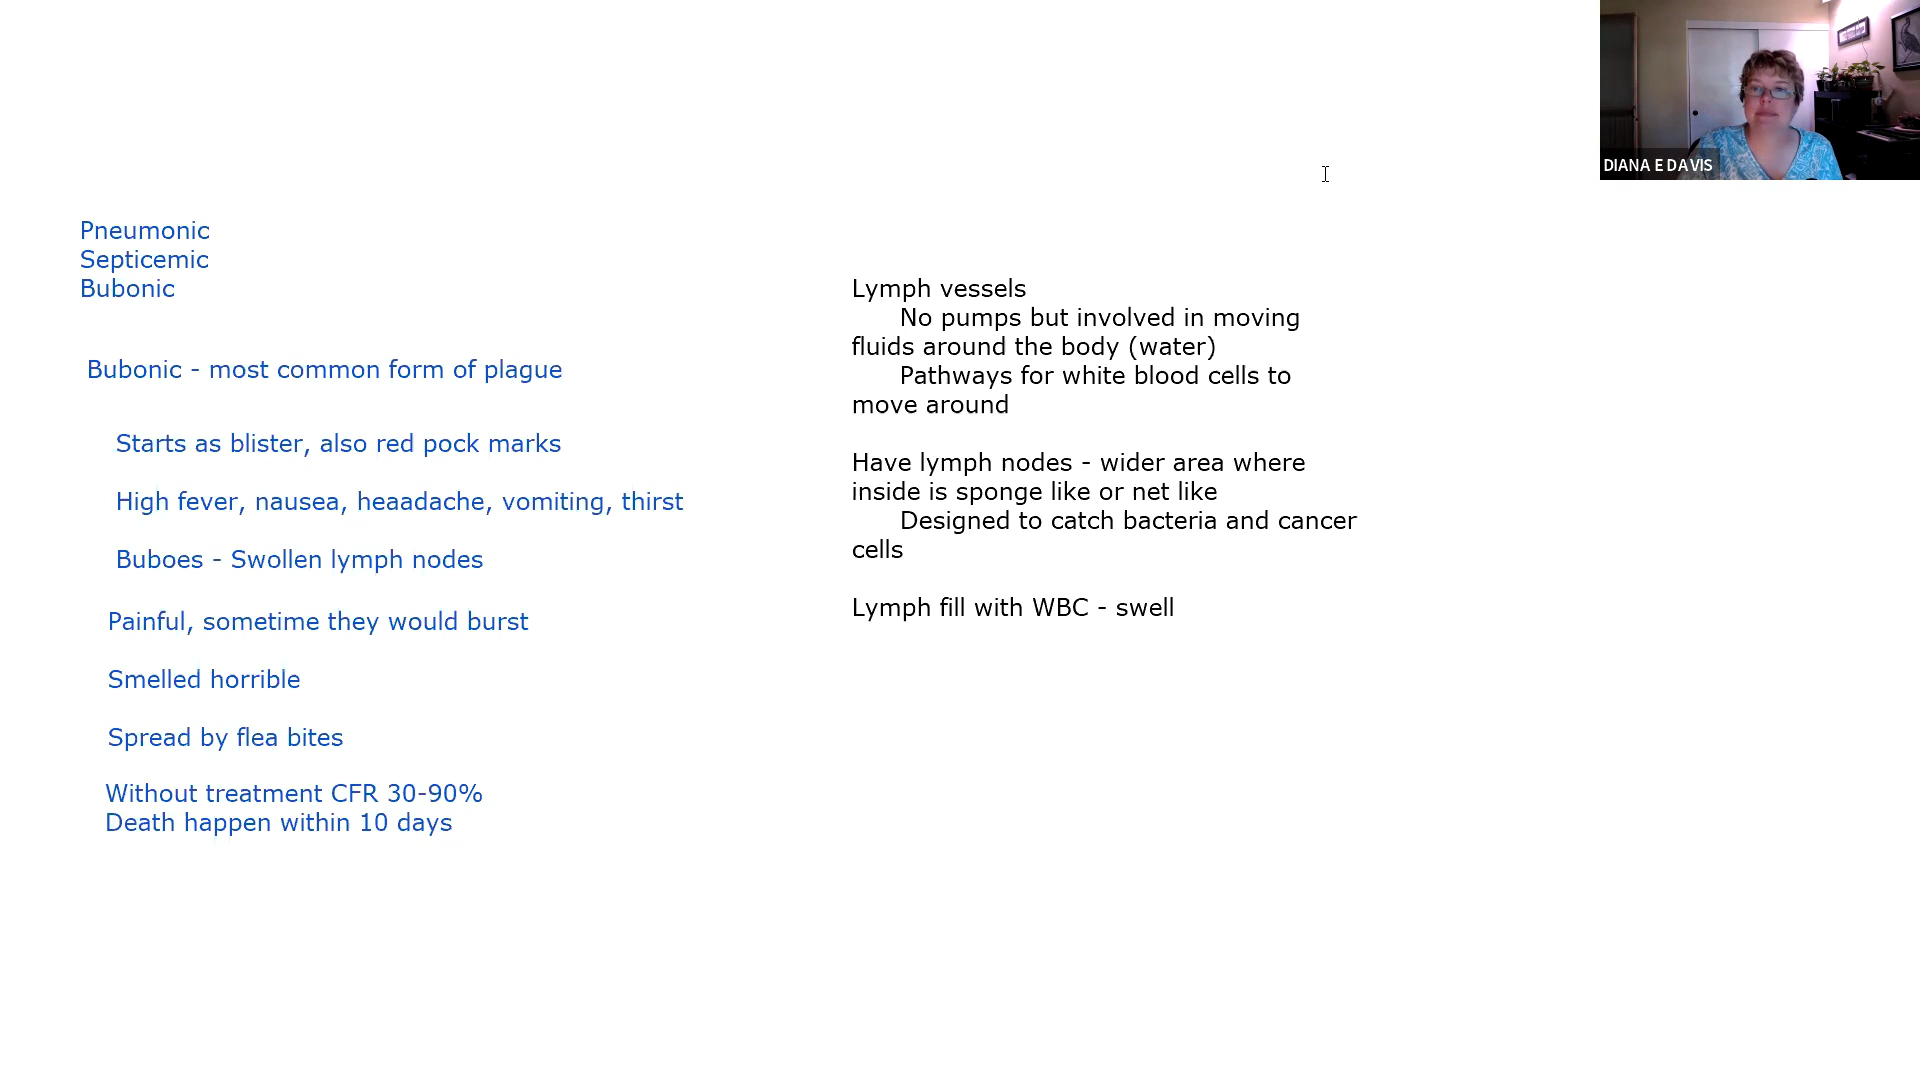 DIANA E DAVIS
Pneumonic
Septicemic
Bubonic
Bubonic - most common form of plague
Starts as blister, also red pock marks
High fever, nausea, heaadache, vomiting, thirst
Buboes - Swollen lymph nodes
Painful, sometime they would burst
Smelled horrible
Spread by flea bites
Without treatment CFR 30-90%
Death happen within 10 days
Lymph vessels
No pumps but involved in moving
fluids around the body (water)
Pathways for white blood cells to
move around
Have lymph nodes - wider area where
inside is sponge like or net like
Designed to catch bacteria and cancer
cells
Lymph fill with WBC - swell